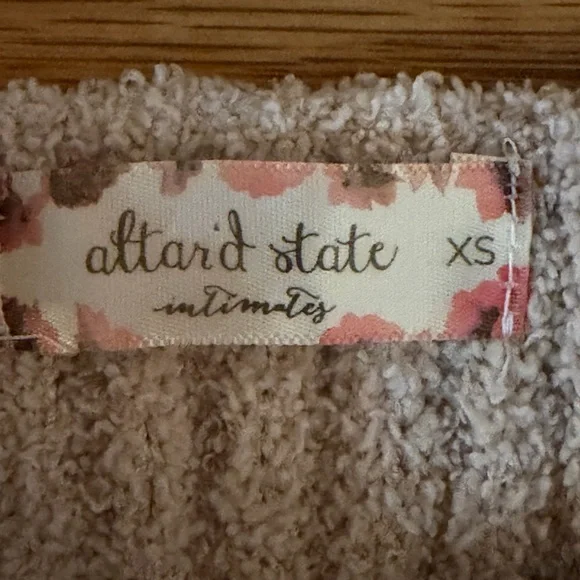 altar'd state XS
intimates